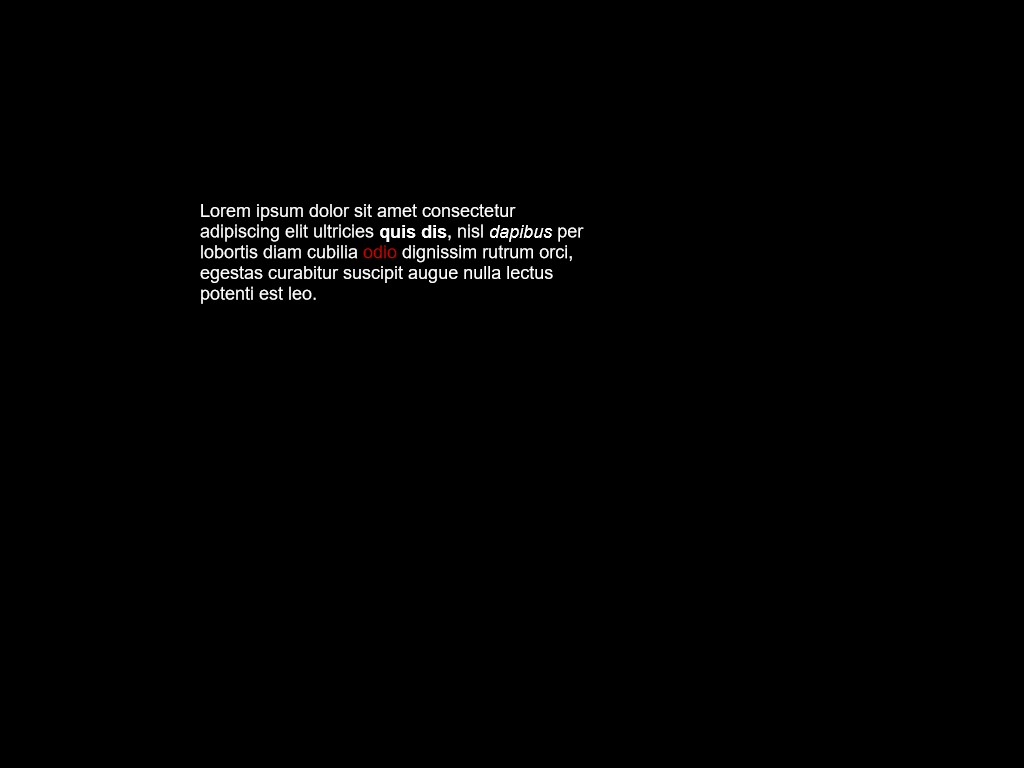 Lorem ipsum dolor sit amet consectetur
adipiscing elit ultricies quis dis, nisl dapibus per
lobortis diam cubilia odio dignissim rutrum orci,
egestas curabitur suscipit augue nulla lectus
potenti est leo.